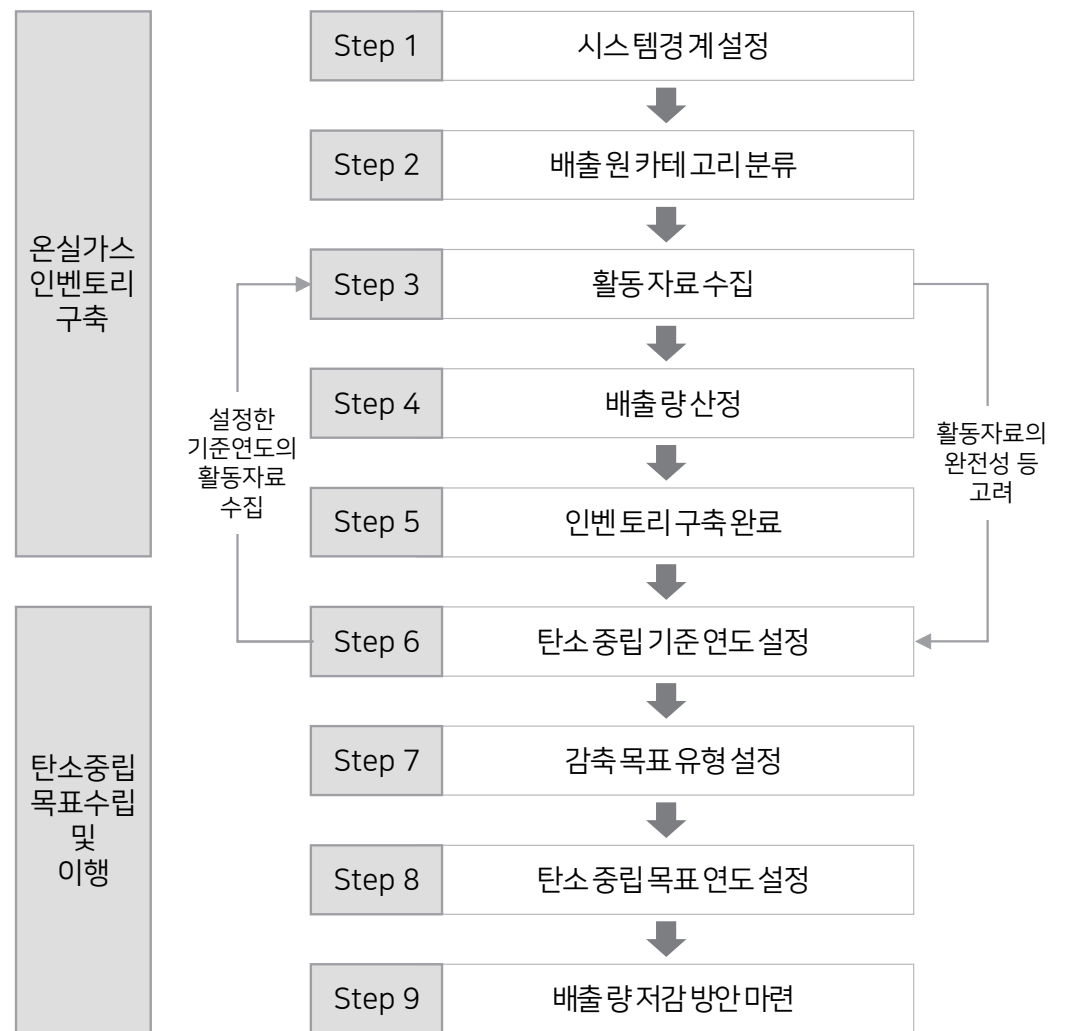 온실가스
인벤토리
구축
Step 1
시스템경계설정
Step 2
배출원 카테고리 분류
Step 3
활동 자료 수집
Step 4
배출량 산정
Step 5
인벤토리 구축 완료
설정한
기준연도의
활동자료
수집
활동자료의
완전성 등
고려
탄소중립
목표수립
및
이행
Step 6
탄소 중립 기준 연도 설정
Step 7
감축 목표 유형 설정
Step 8
탄소 중립 목표 연도 설정
Step 9
배출량 저감 방안 마련